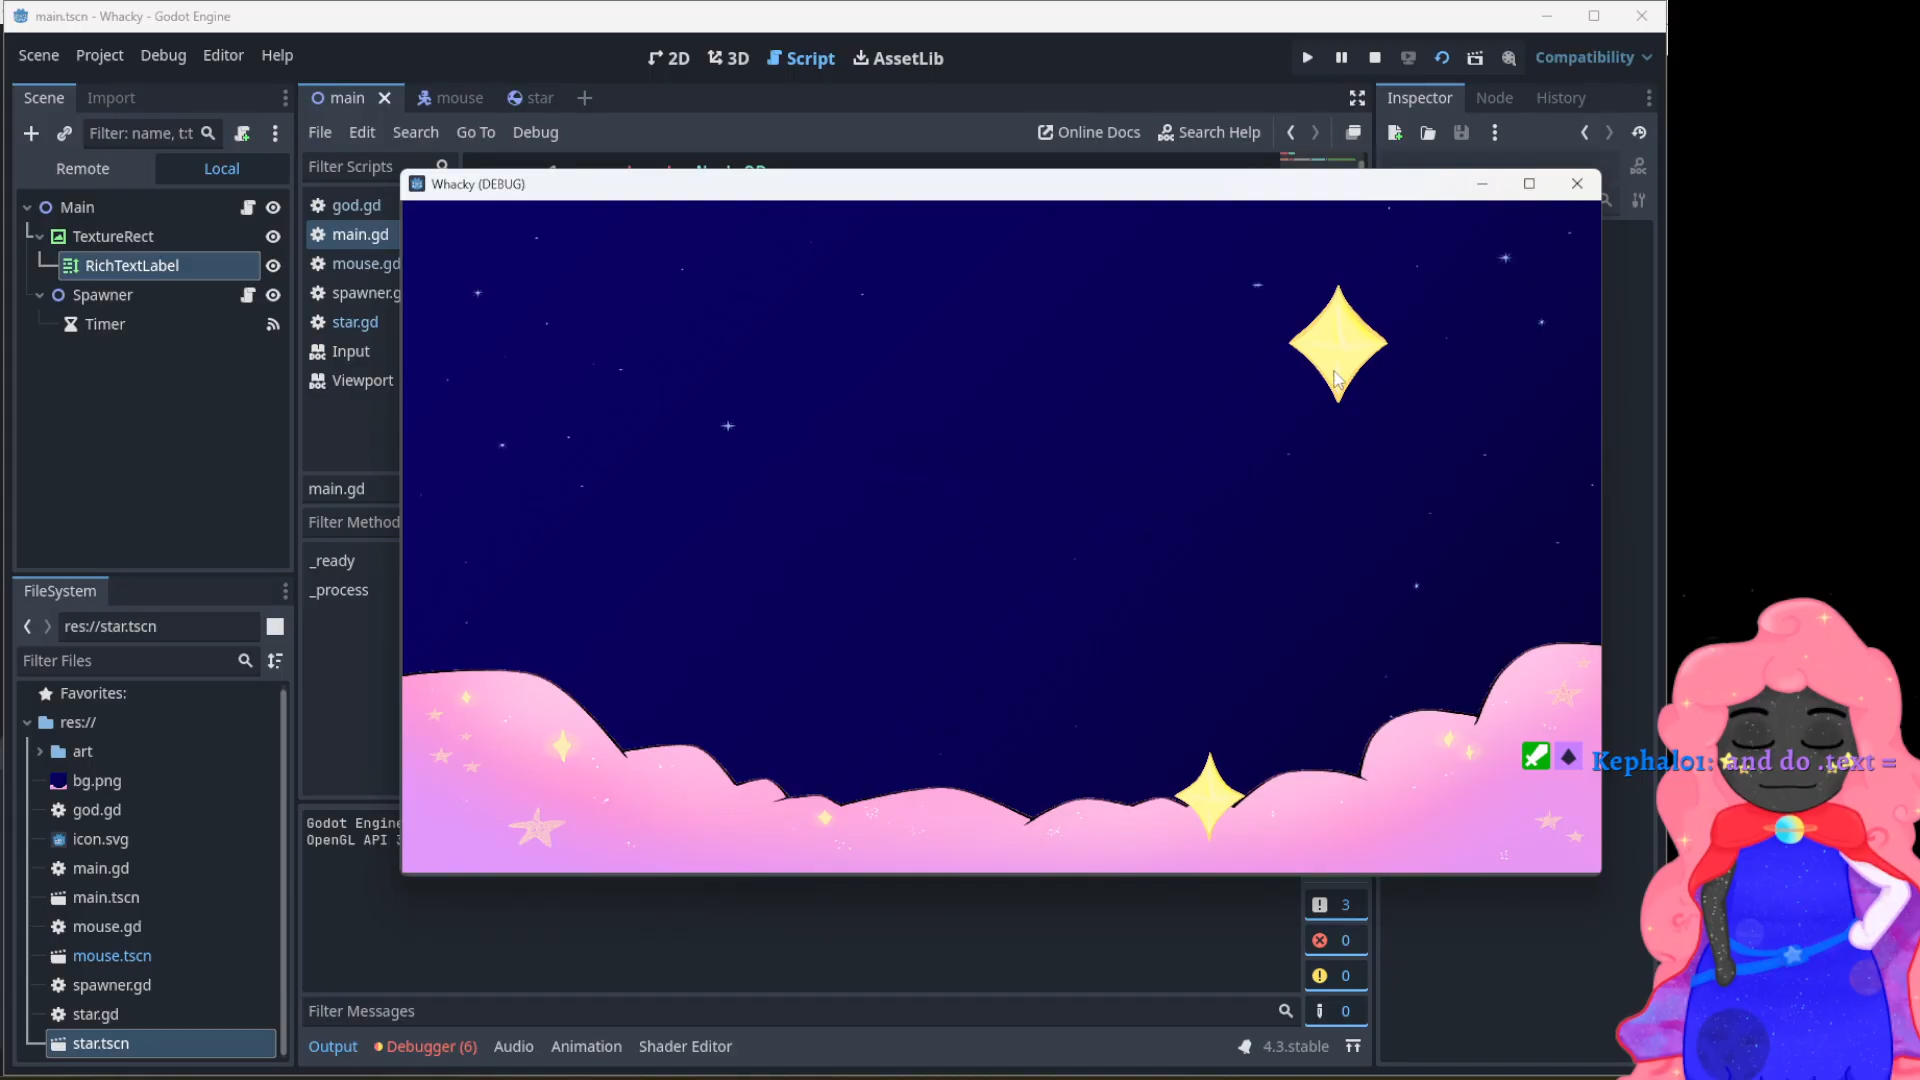 main.tscn - Whacky - Godot Engine
Scene Project Debug Editor Help
2D 3D Script AssetLib
Compatibility
Scene Import
main mouse star
Inspector Node History
Filter: name, t:t
File Edit Search Go To Debug
Online Docs Search Help
Remote Local
Filter Scripts
Whacky (DEBUG)
Main
TextureRect
RichTextLabel
Spawner
Timer
god.gd
main.gd
mouse.gd
spawner.g
star.gd
Input
Viewport
main.gd
Filter Method
_ready
_process
FileSystem
res://star.tscn
Filter Files
Favorites:
res://
art
bg.png
god.gd
icon.svg
main.gd
main.tscn
mouse.gd
mouse.tscn
spawner.gd
star.gd
star.tscn
Godot Engine
OpenGL API 3
Kephalo1: and do .text =
3
0
0
0
Filter Messages
Output Debugger (6) Audio Animation Shader Editor
4.3.stable